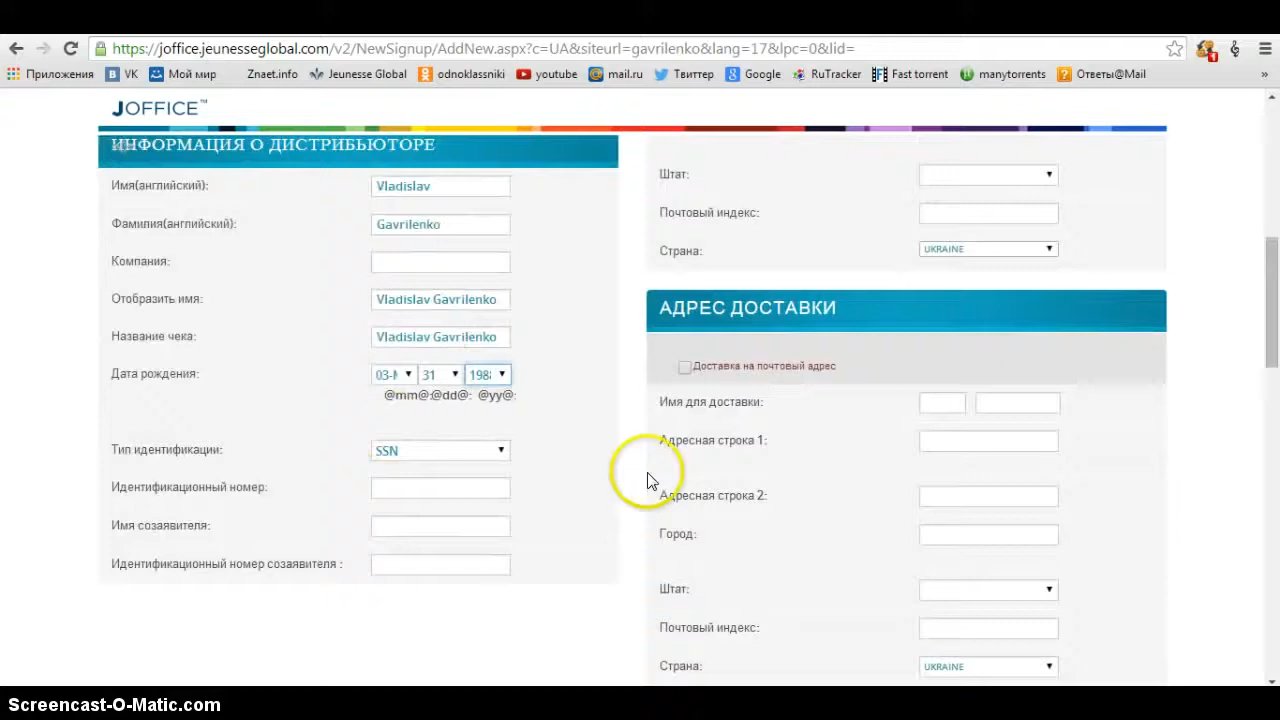 https://joffice.jeunesseglobal.com/v2/NewSignup/AddNew.aspx?c=UA&siteurl=gavrilenko&lang=17&lpc=0&lid=
1
Приложения VK Мой мир Znaet.info Jeunesse Global odnoklassniki youtube mail.ru Твиттер Google RuTracker Fast torrent manytorrents Ответы@Mail »
JOFFICE™
ИНФОРМАЦИЯ О ДИСТРИБЬЮТОРЕ
Имя(английский): Vladislav
Фамилия(английский): Gavrilenko
Компания:
Отобразить имя: Vladislav Gavrilenko
Название чека: Vladislav Gavrilenko
Дата рождения: 03- 31 198
@mm@: @dd@: @yy@:
Тип идентификации: SSN
Идентификационный номер:
Имя созаявителя:
Идентификационный номер созаявителя :
Штат:
Почтовый индекс:
Страна: UKRAINE
АДРЕС ДОСТАВКИ
Доставка на почтовый адрес
Имя для доставки:
Адресная строка 1:
Адресная строка 2:
Город:
Штат:
Почтовый индекс:
Страна: UKRAINE
Screencast-O-Matic.com